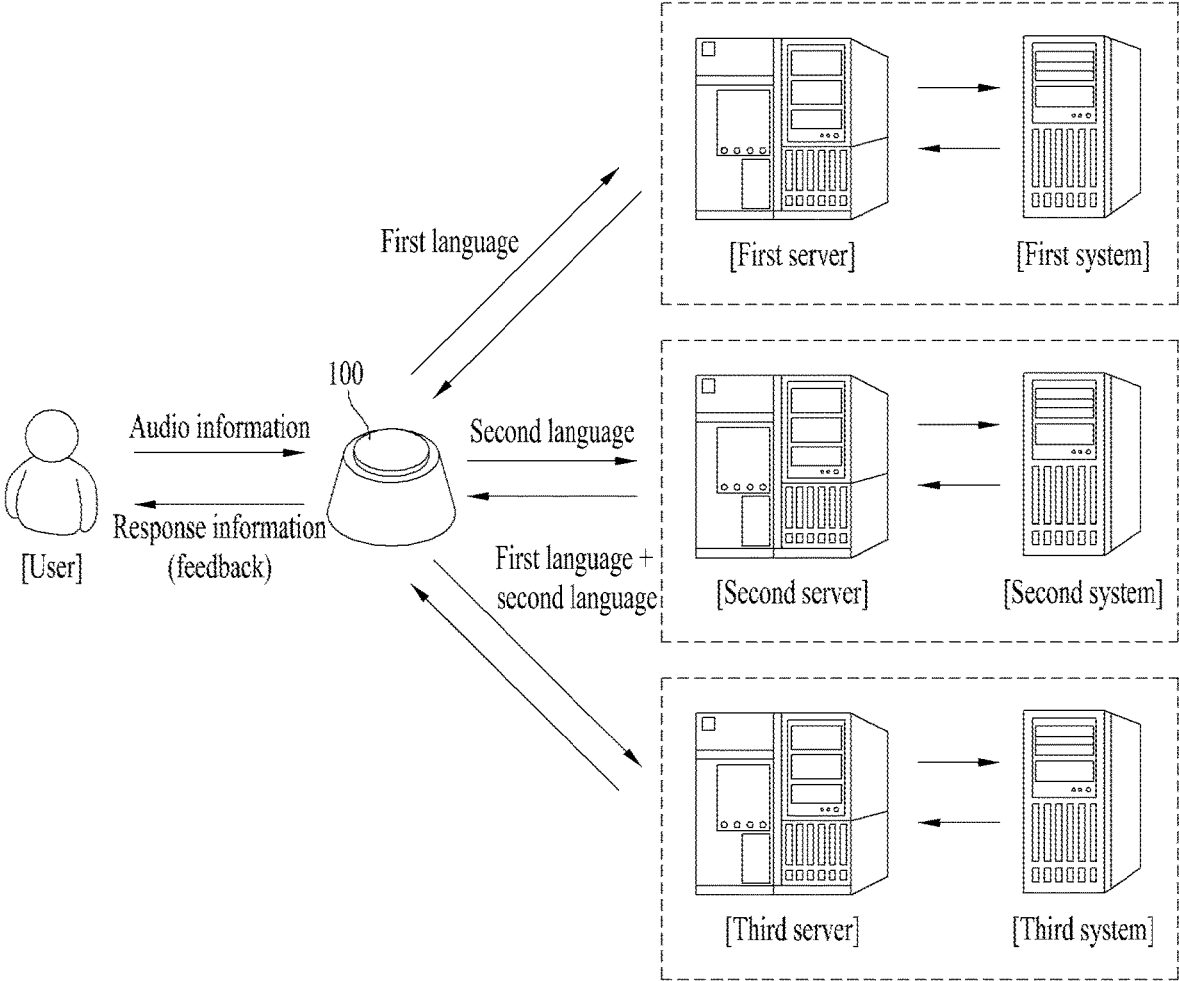 First language
[First server]
[First system]
100
Audio information
Second language
Response information
(feedback)
[User]
First language +
second language
[Second server]
[Second system]
[Third server]
[Third system]